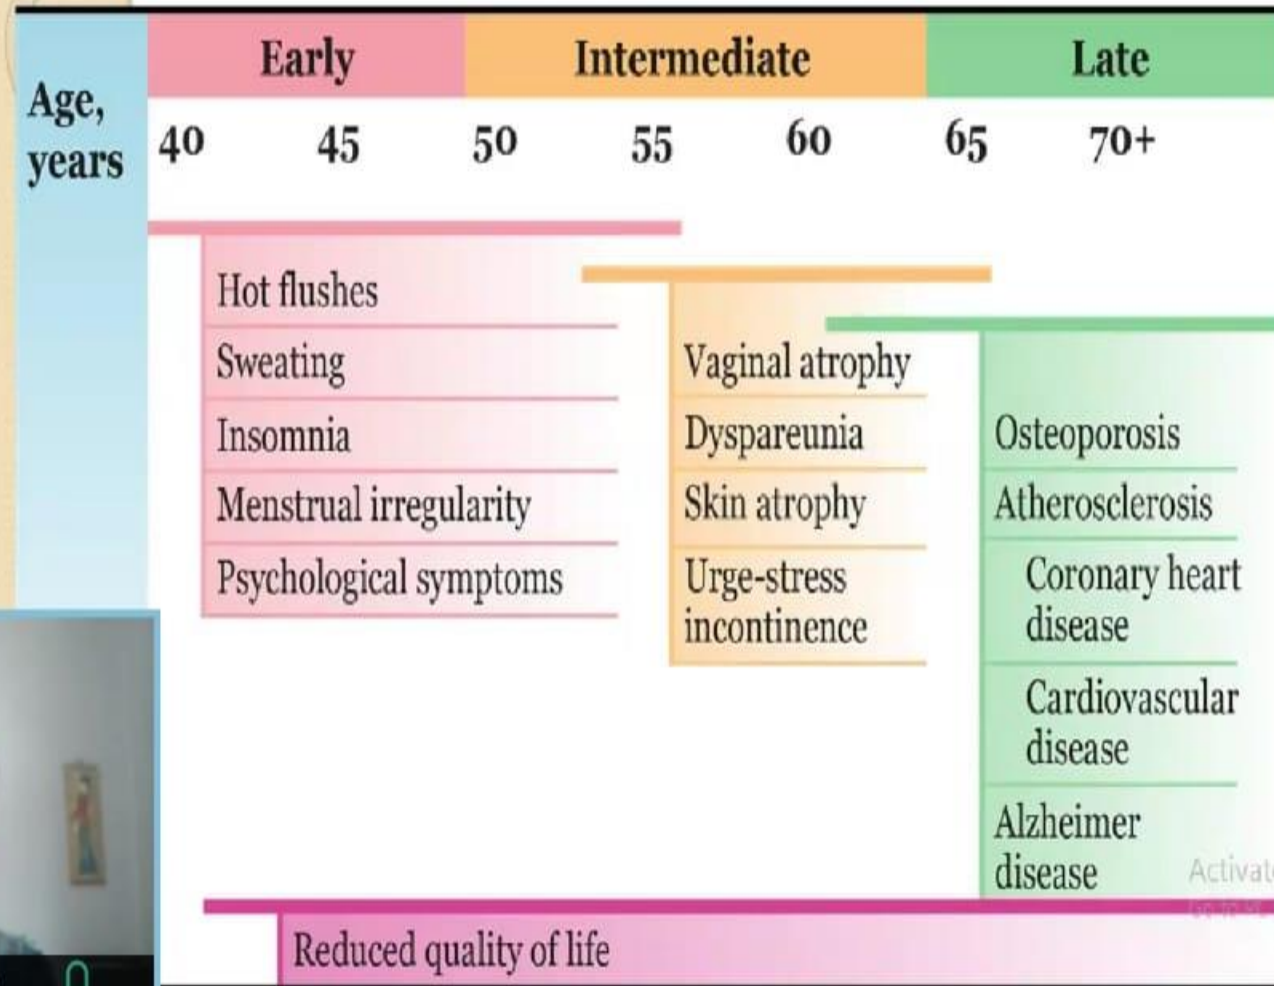 Early Intermediate Late
Age,
years
40 45 50 55 60 65 70+
Hot flushes
Sweating
Insomnia
Menstrual irregularity
Psychological symptoms
Vaginal atrophy
Dyspareunia
Skin atrophy
Urge-stress
incontinence
Osteoporosis
Atherosclerosis
Coronary heart
disease
Cardiovascular
disease
Alzheimer
disease
Activat
Reduced quality of life